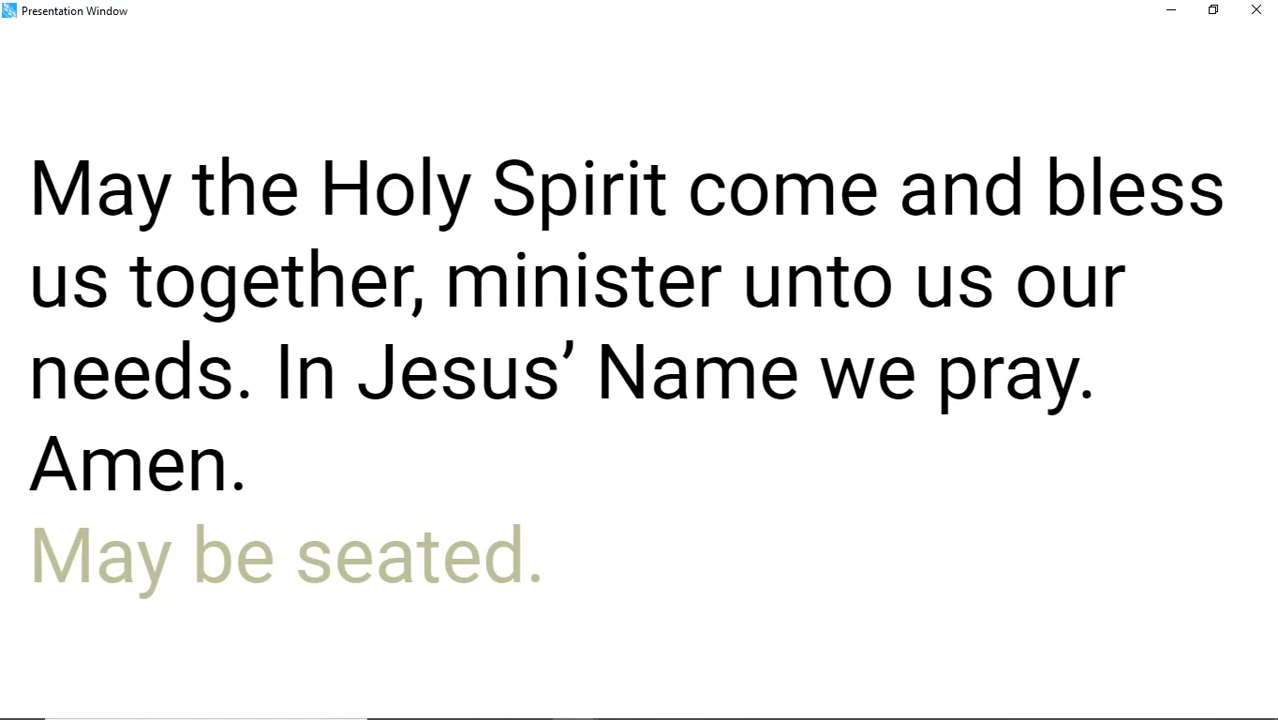 Presentation Window
May the Holy Spirit come and bless
us together, minister unto us our
needs. In Jesus’ Name we pray.
Amen.
May be seated.